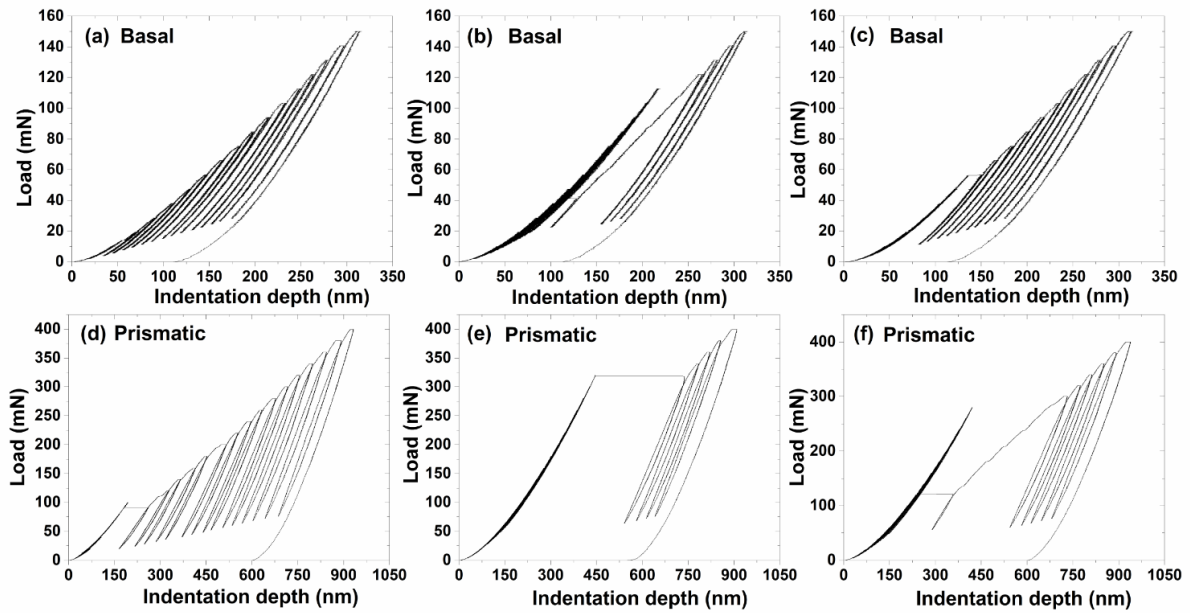 (a) Basal
160
140
120
100
80
60
40
20
0
Load (mN)
0 50 100 150 200 250 300 350
Indentation depth (nm)
(b) Basal
160
140
120
100
80
60
40
20
0
Load (mN)
0 50 100 150 200 250 300 350
Indentation depth (nm)
(c) Basal
160
140
120
100
80
60
40
20
0
Load (mN)
0 50 100 150 200 250 300 350
Indentation depth (nm)
(d) Prismatic
400
350
300
250
200
150
100
50
0
Load (mN)
0 150 300 450 600 750 900 1050
Indentation depth (nm)
(e) Prismatic
400
350
300
250
200
150
100
50
0
Load (mN)
0 150 300 450 600 750 900 1050
Indentation depth (nm)
(f) Prismatic
400
300
200
100
0
Load (mN)
0 150 300 450 600 750 900 1050
Indentation depth (nm)